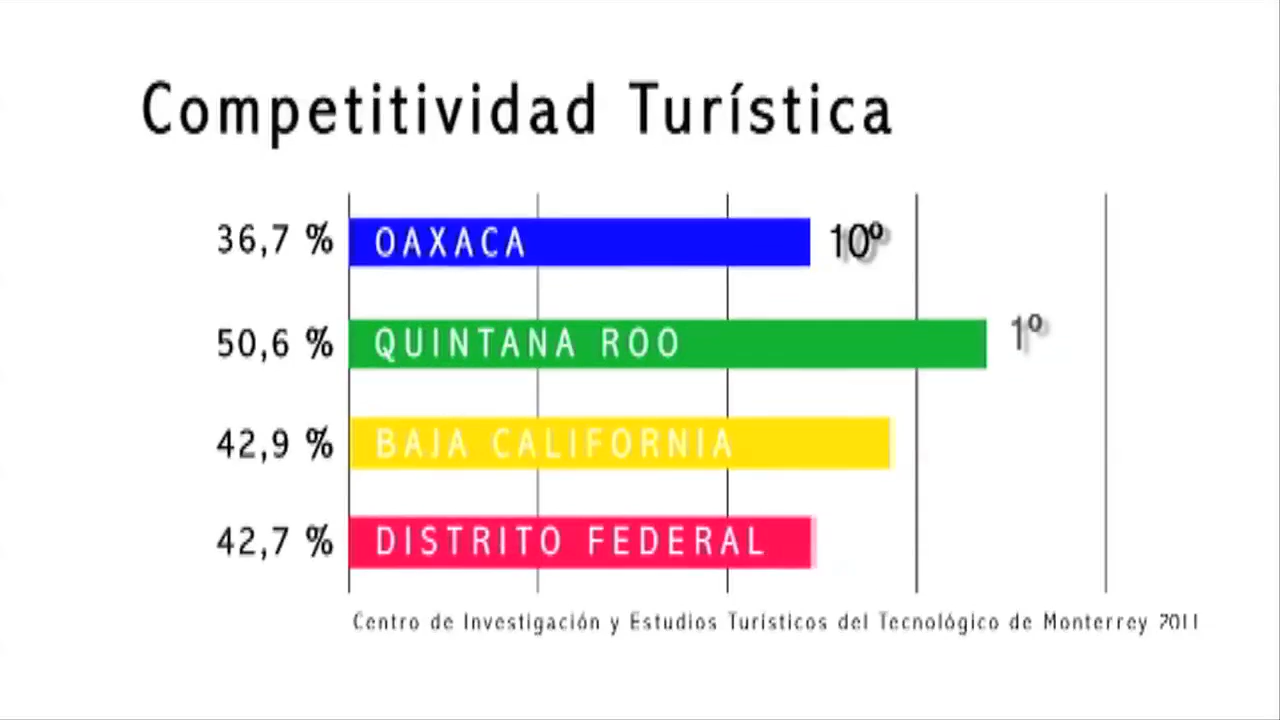 Competitividad Turística
36,7 % OAXACA 10º
50,6 % QUINTANA ROO 1º
42,9 % BAJA CALIFORNIA
42,7 % DISTRITO FEDERAL
Centro de Investigación y Estudios Turísticos del Tecnológico de Monterrey 2011